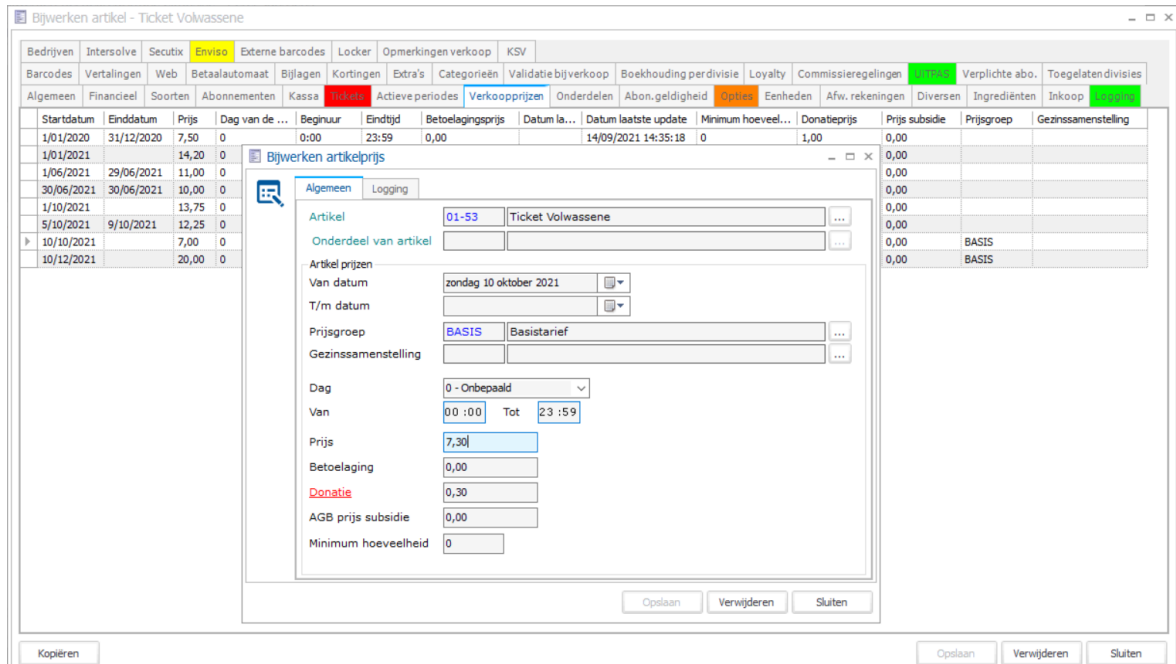 Bijwerken artikel - Ticket Volwassene
Bedrijven Intersolve Secutix Enviso Externe barcodes Locker Opmerkingen verkoop KSV
Barcodes Vertalingen Web Betaalautomaat Bijlagen Kortingen Extra's Categorieën Validatie bij verkoop Boekhouding per divisie Loyalty Commissieregelingen UiTPAS Verplichte abo. Toegelaten divisies
Algemeen Financieel Soorten Abonnementen Kassa Tickets Actieve periodes Verkoopprijzen Onderdelen Abon.geldigheid Opties Eenheden Afw. rekeningen Diversen Ingrediënten Inkoop Logging
Startdatum Einddatum Prijs Dag van de ... Beginuur Eindtijd Betoelagingsprijs Datum la... Datum laatste update Minimum hoeveel... Donatieprijs Prijs subsidie Prijsgroep Gezinssamenstelling
1/01/2020 31/12/2020 7,50 0 0:00 23:59 0,00 14/09/2021 14:35:18 0 1,00 0,00
1/01/2021 14,20 0 0,00
1/06/2021 29/06/2021 11,00 0 0,00
30/06/2021 30/06/2021 10,00 0 0,00
1/10/2021 13,75 0 0,00
5/10/2021 9/10/2021 12,25 0 0,00
10/10/2021 7,00 0 0,00 BASIS
10/12/2021 20,00 0 0,00 BASIS
Bijwerken artikelprijs
Algemeen Logging
Artikel 01-53 Ticket Volwassene ...
Onderdeel van artikel ...
Artikel prijzen
Van datum zondag 10 oktober 2021
T/m datum
Prijsgroep BASIS Basistarief ...
Gezinssamenstelling ...
Dag 0 - Onbepaald
Van 00:00 Tot 23:59
Prijs 7,30
Betoelaging 0,00
Donatie 0,30
AGB prijs subsidie 0,00
Minimum hoeveelheid 0
Opslaan Verwijderen Sluiten
Kopiëren Opslaan Verwijderen Sluiten